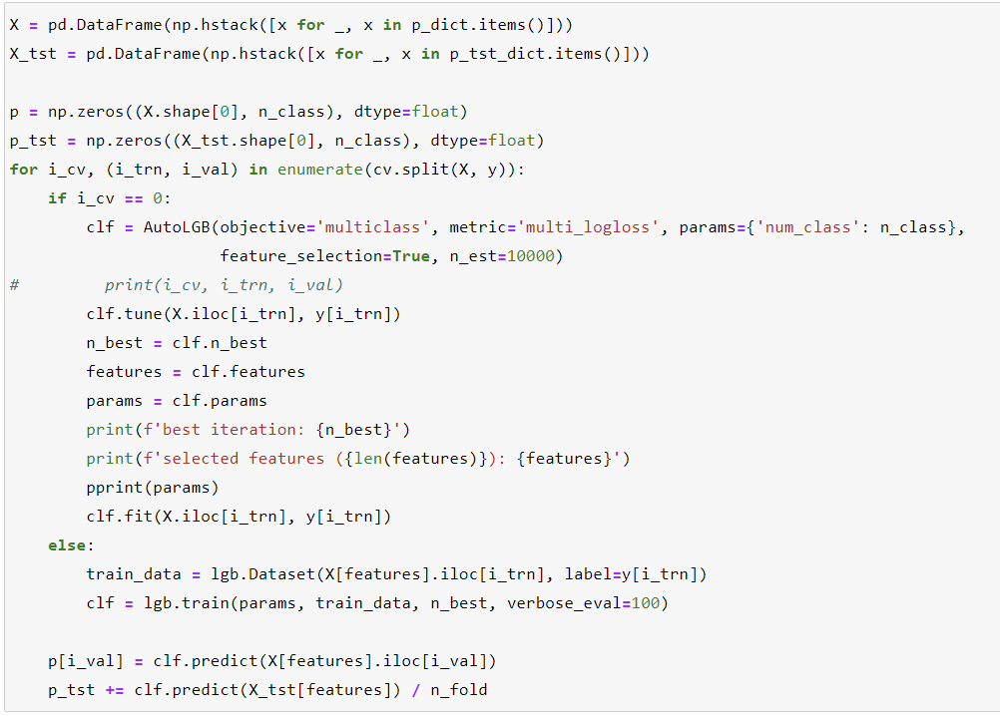 X = pd.DataFrame(np.hstack([x for _, x in p_dict.items()]))
X_tst = pd.DataFrame(np.hstack([x for _, x in p_tst_dict.items()]))

p = np.zeros((X.shape[0], n_class), dtype=float)
p_tst = np.zeros((X_tst.shape[0], n_class), dtype=float)
for i_cv, (i_trn, i_val) in enumerate(cv.split(X, y)):
    if i_cv == 0:
        clf = AutoLGB(objective='multiclass', metric='multi_logloss', params={'num_class': n_class},
                      feature_selection=True, n_est=10000)
#         print(i_cv, i_trn, i_val)
        clf.tune(X.iloc[i_trn], y[i_trn])
        n_best = clf.n_best
        features = clf.features
        params = clf.params
        print(f'best iteration: {n_best}')
        print(f'selected features ({len(features)}): {features}')
        pprint(params)
        clf.fit(X.iloc[i_trn], y[i_trn])
    else:
        train_data = lgb.Dataset(X[features].iloc[i_trn], label=y[i_trn])
        clf = lgb.train(params, train_data, n_best, verbose_eval=100)

    p[i_val] = clf.predict(X[features].iloc[i_val])
    p_tst += clf.predict(X_tst[features]) / n_fold